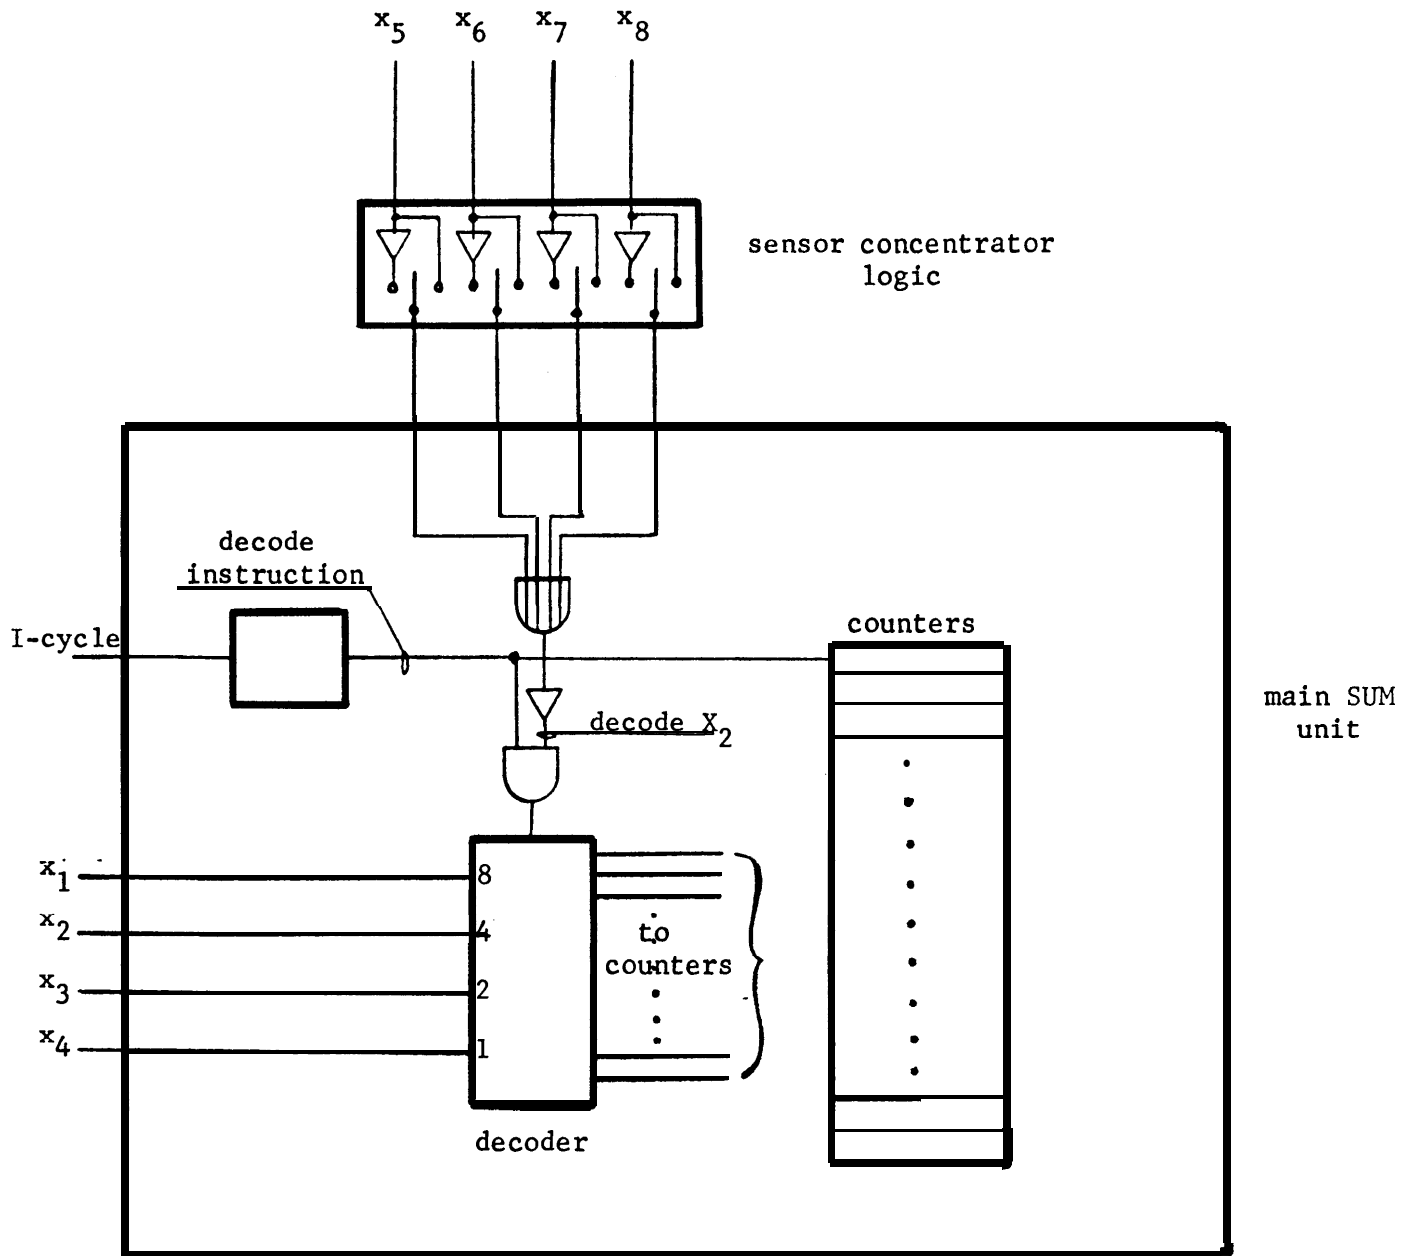 x5 x6 x7 x8
sensor concentrator
logic
decode
instruction
I-cycle
counters
main SUM
unit
decode X2
x1
8
x2
4
to
counters
x3
2
x4
1
decoder